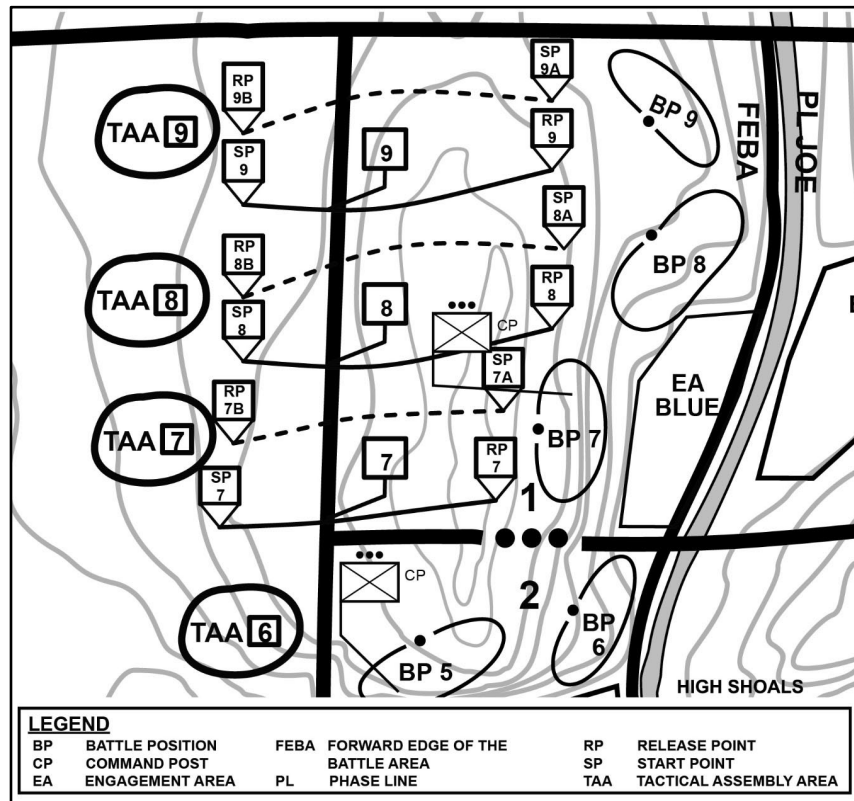 SP
9A
RP
9B
BP 9
FEBA
PL JOE
TAA 9
RP
9
9
SP
9
SP
8A
RP
8B
BP 8
TAA 8
RP
8
8
SP
8
CP
SP
7A
EA
BLUE
RP
7B
TAA 7
BP 7
7
RP
7
SP
7
1
2
CP
TAA 6
BP
6
BP 5
HIGH SHOALS
LEGEND
BP BATTLE POSITION FEBA FORWARD EDGE OF THE RP RELEASE POINT
CP COMMAND POST BATTLE AREA SP START POINT
EA ENGAGEMENT AREA PL PHASE LINE TAA TACTICAL ASSEMBLY AREA